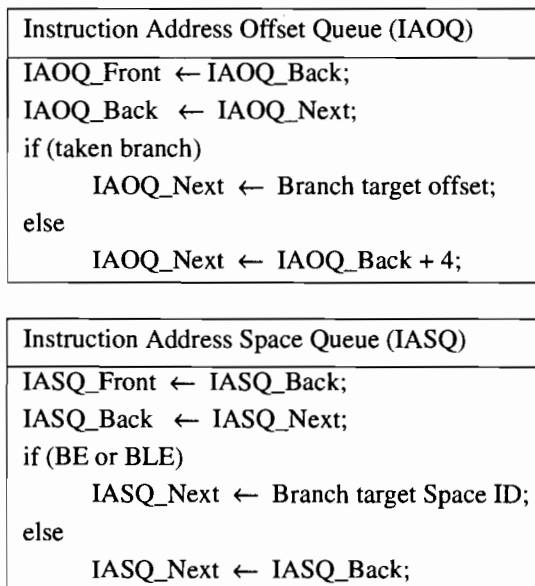 Instruction Address Offset Queue (IAOQ)
IAOQ_Front ← IAOQ_Back;
IAOQ_Back ← IAOQ_Next;
if (taken branch)
IAOQ_Next ← Branch target offset;
else
IAOQ_Next ← IAOQ_Back + 4;
Instruction Address Space Queue (IASQ)
IASQ_Front ← IASQ_Back;
IASQ_Back ← IASQ_Next;
if (BE or BLE)
IASQ_Next ← Branch target Space ID;
else
IASQ_Next ← IASQ_Back;